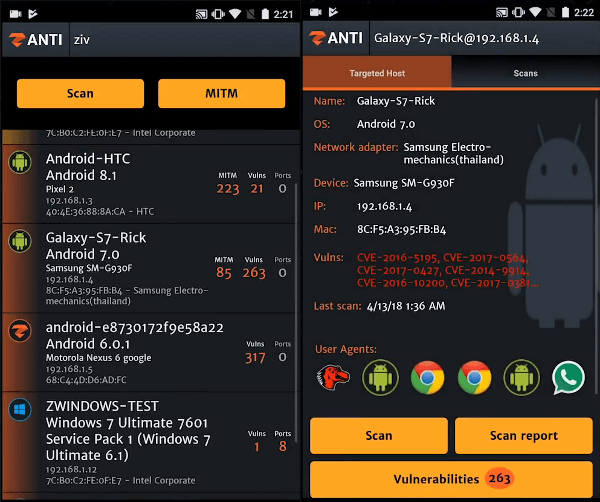 2:21
ANTI
ziv
Scan
MITM
7C:B0:C2:FE:0F:E7 - Intel Corporate
Android-HTC
Android 8.1
Pixel 2
192.168.1.3
40:4E:36:88:8A:CA - HTC
MITM Vulns Ports
223 21 0
Galaxy-S7-Rick
Android 7.0
Samsung SM-G930F
192.168.1.4
8C:F5:A3:95:FB:B4 - Samsung Electro-
mechanics(thailand)
MITM Vulns Ports
85 263 0
android-e8730172f9e58a22
Android 6.0.1
Motorola Nexus 6 google
192.168.1.5
68:C4:4D:D6:AD:FC
Vulns Ports
317 0
ZWINDOWS-TEST
Windows 7 Ultimate 7601
Service Pack 1 (Windows 7
Ultimate 6.1)
192.168.1.12
7C:B0:C2:FE:0F:E7 - Intel Corporate
Vulns Ports
1 8
2:22
ANTI
Galaxy-S7-Rick@192.168.1.4
Targeted Host
Scans
Name: Galaxy-S7-Rick
OS: Android 7.0
Network adapter: Samsung Electro-
mechanics(thailand)
Device: Samsung SM-G930F
IP: 192.168.1.4
Mac: 8C:F5:A3:95:FB:B4
Vulns: CVE-2016-5195, CVE-2017-0564,
CVE-2017-0427, CVE-2014-9914,
CVE-2016-10200, CVE-2017-0381...
Last scan: 4/13/18 1:36 AM
User Agents:
Scan
Scan report
Vulnerabilities 263